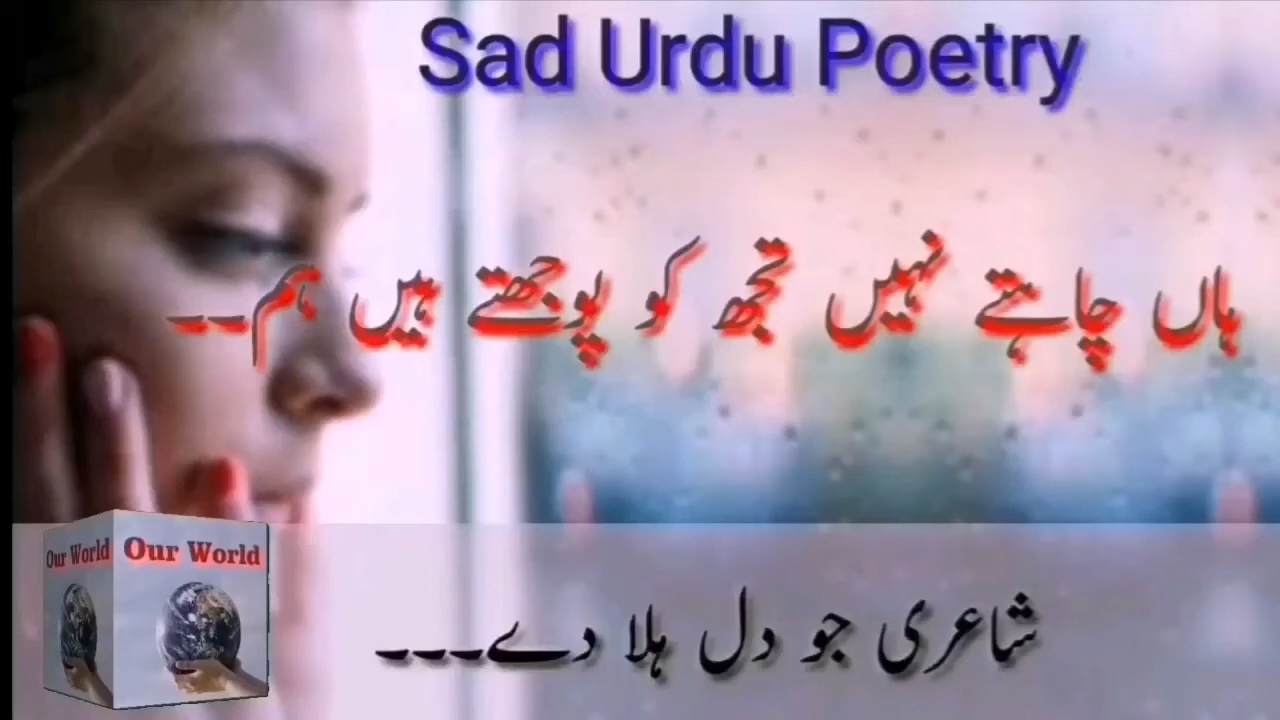 Sad Urdu Poetry
ہاں چاہتے نہیں تجھ کو پوجھتے ہیں ہم--
Our World Our World
شاعری جو دل ہلا دے---